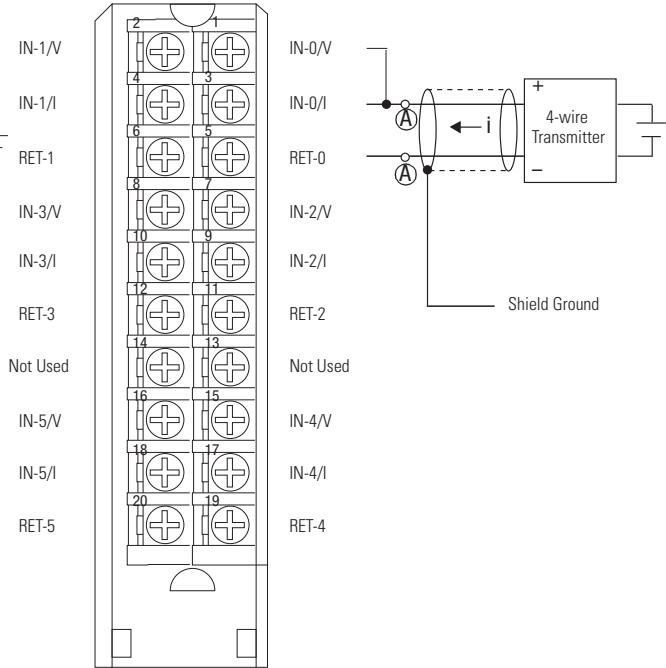 2 1
IN-1/V IN-0/V
4 3
IN-1/I IN-0/I
6 5
RET-1 RET-0
8 7
IN-3/V IN-2/V
10 9
IN-3/I IN-2/I
12 11
RET-3 RET-2
14 13
Not Used Not Used
16 15
IN-5/V IN-4/V
18 17
IN-5/I IN-4/I
20 19
RET-5 RET-4
A
A
i
+
4-wire
Transmitter
–
Shield Ground